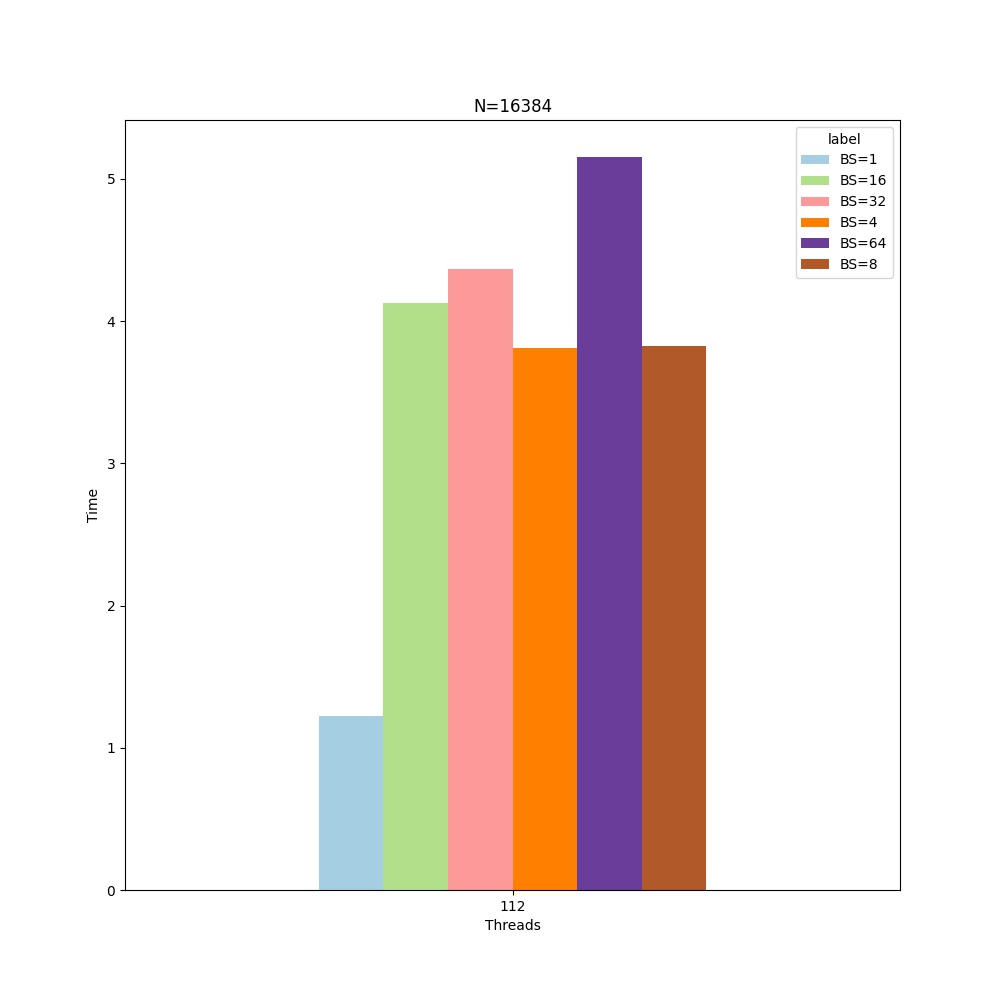 N=16384
label
BS=1
BS=16
BS=32
BS=4
BS=64
BS=8
5
4
3
2
1
0
Time
112
Threads